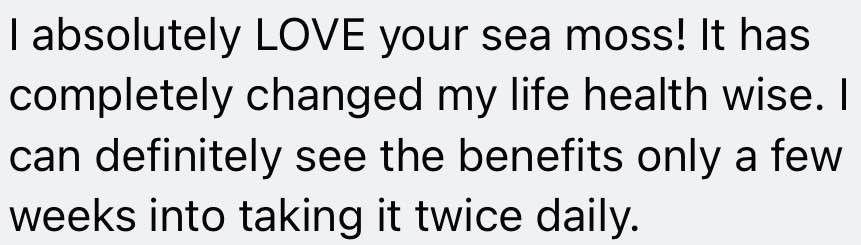 I absolutely LOVE your sea moss! It has
completely changed my life health wise. I
can definitely see the benefits only a few
weeks into taking it twice daily.